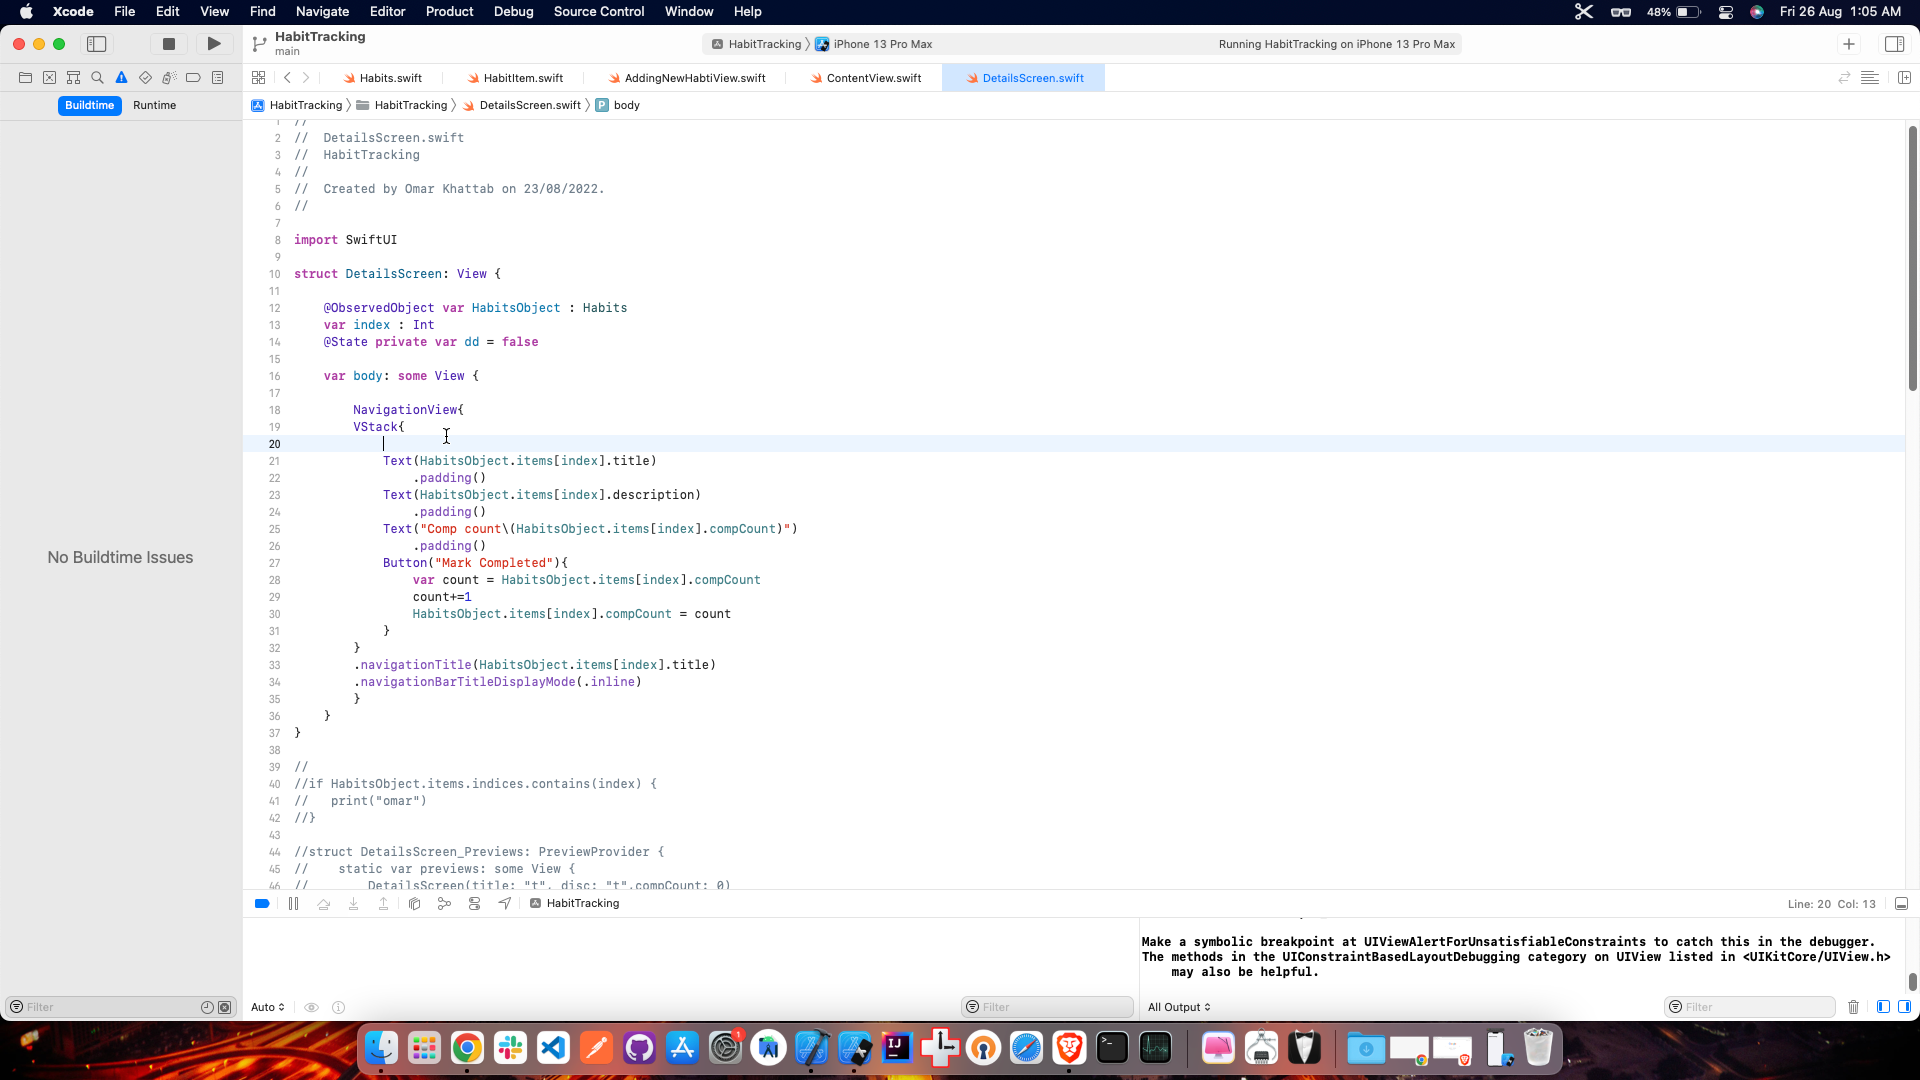 Xcode File Edit View Find Navigate Editor Product Debug Source Control Window Help 48% Fri 26 Aug 1:05 AM
HabitTracking
main
HabitTracking iPhone 13 Pro Max Running HabitTracking on iPhone 13 Pro Max
Habits.swift HabitItem.swift AddingNewHabtiView.swift ContentView.swift DetailsScreen.swift
Buildtime Runtime
HabitTracking HabitTracking DetailsScreen.swift P body
No Buildtime Issues
1 //
2 // DetailsScreen.swift
3 // HabitTracking
4 //
5 // Created by Omar Khattab on 23/08/2022.
6 //
7
8 import SwiftUI
9
10 struct DetailsScreen: View {
11
12 @ObservedObject var HabitsObject : Habits
13 var index : Int
14 @State private var dd = false
15
16 var body: some View {
17
18 NavigationView{
19 VStack{
20
21 Text(HabitsObject.items[index].title)
22 .padding()
23 Text(HabitsObject.items[index].description)
24 .padding()
25 Text("Comp count\(HabitsObject.items[index].compCount)")
26 .padding()
27 Button("Mark Completed"){
28 var count = HabitsObject.items[index].compCount
29 count+=1
30 HabitsObject.items[index].compCount = count
31 }
32 }
33 .navigationTitle(HabitsObject.items[index].title)
34 .navigationBarTitleDisplayMode(.inline)
35 }
36 }
37 }
38
39 //
40 //if HabitsObject.items.indices.contains(index) {
41 // print("omar")
42 //}
43
44 //struct DetailsScreen_Previews: PreviewProvider {
45 // static var previews: some View {
46 // DetailsScreen(title: "t", disc: "t",compCount: 0)
HabitTracking Line: 20 Col: 13
Make a symbolic breakpoint at UIViewAlertForUnsatisfiableConstraints to catch this in the debugger.
The methods in the UIConstraintBasedLayoutDebugging category on UIView listed in <UIKitCore/UIView.h>
may also be helpful.
Filter Auto Filter All Output Filter
1
IJ